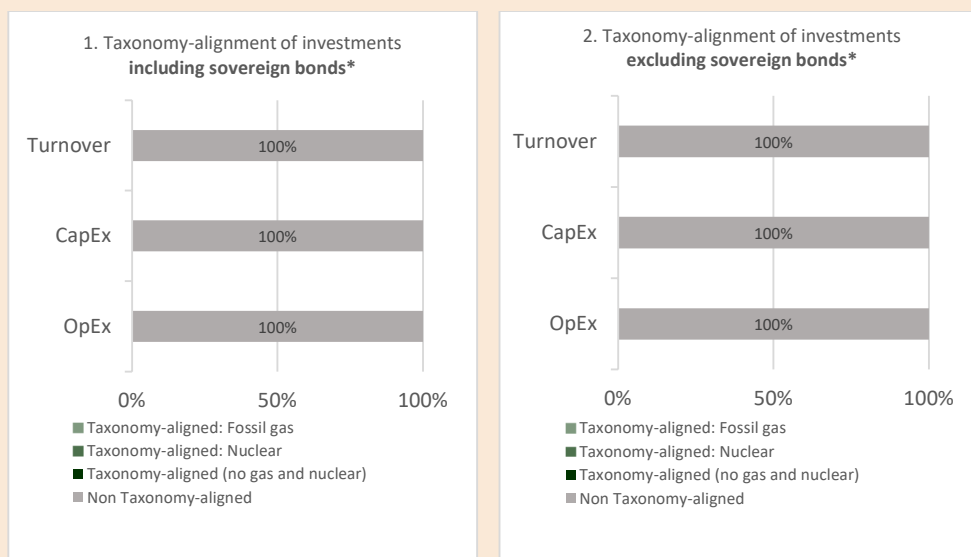 1. Taxonomy-alignment of investments
including sovereign bonds*
Turnover
100%
CapEx
100%
OpEx
100%
0%
50%
100%
Taxonomy-aligned: Fossil gas
Taxonomy-aligned: Nuclear
Taxonomy-aligned (no gas and nuclear)
Non Taxonomy-aligned
2. Taxonomy-alignment of investments
excluding sovereign bonds*
Turnover
100%
CapEx
100%
OpEx
100%
0%
50%
100%
Taxonomy-aligned: Fossil gas
Taxonomy-aligned: Nuclear
Taxonomy-aligned (no gas and nuclear)
Non Taxonomy-aligned